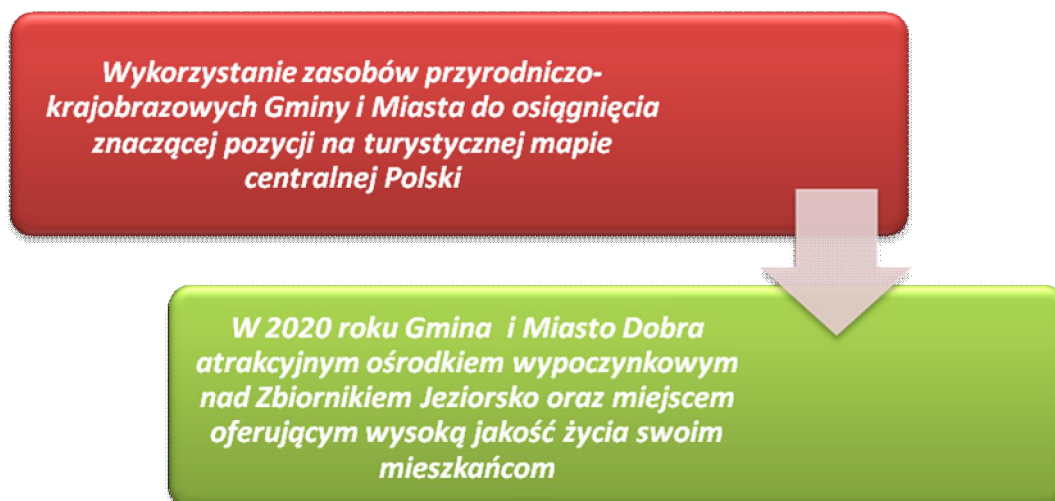 Wykorzystanie zasobów przyrodniczo-
krajobrazowych Gminy i Miasta do osiągnięcia
znaczącej pozycji na turystycznej mapie
centralnej Polski
W 2020 roku Gmina i Miasto Dobra
atrakcyjnym ośrodkiem wypoczynkowym
nad Zbiornikiem Jeziorsko oraz miejscem
oferującym wysoką jakość życia swoim
mieszkańcom